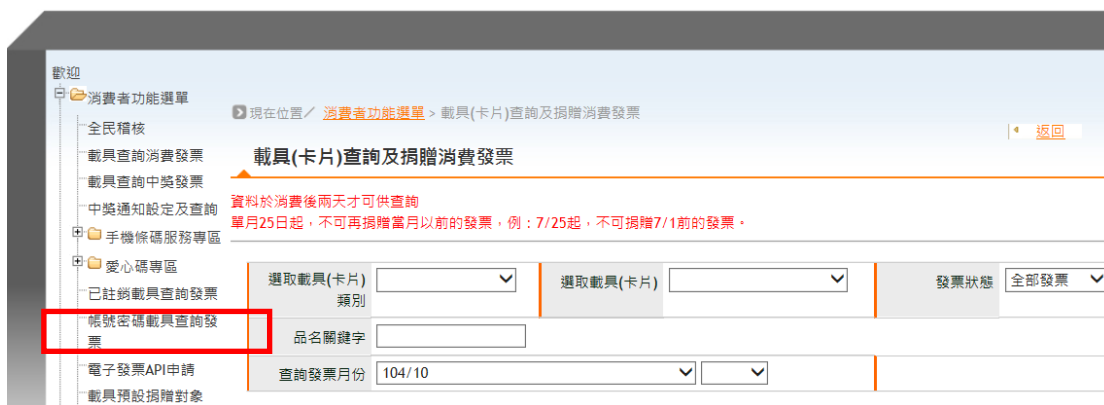 歡迎
消費者功能選單
全民稽核
載具查詢消費發票
載具查詢中獎發票
中獎通知設定及查詢
手機條碼服務專區
愛心碼專區
已註銷載具查詢發票
帳號密碼載具查詢發
票
電子發票API申請
載具預設捐贈對象
現在位置／ 消費者功能選單 > 載具(卡片)查詢及捐贈消費發票
返回
載具(卡片)查詢及捐贈消費發票
資料於消費後兩天才可供查詢
單月25日起，不可再捐贈當月以前的發票，例：7/25起，不可捐贈7/1前的發票。
選取載具(卡片)
類別
選取載具(卡片)
發票狀態 全部發票
品名關鍵字
查詢發票月份 104/10